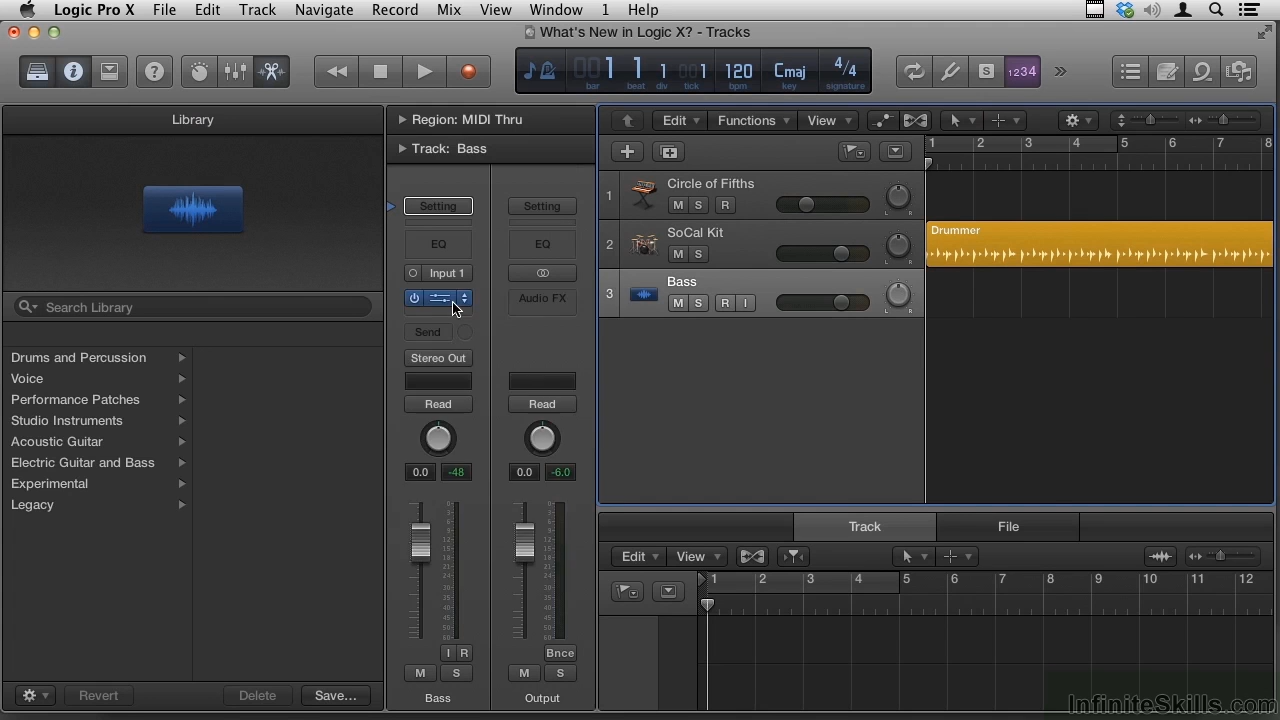 Logic Pro X File Edit Track Navigate Record Mix View Window 1 Help
What's New in Logic X? - Tracks
001 1 1 001 120 Cmaj 4/4
bar beat div tick bpm key signature
S 1234
Library
Region: MIDI Thru
Track: Bass
Edit Functions View
1 2 3 4 5 6 7 8
Search Library
Drums and Percussion
Voice
Performance Patches
Studio Instruments
Acoustic Guitar
Electric Guitar and Bass
Experimental
Legacy
Revert Delete Save...
Setting Setting
EQ EQ
Input 1
Audio FX
Send
Stereo Out
Read Read
0.0 -48 0.0 -6.0
I R Bnce
M S M S
Bass Output
1 Circle of Fifths
M S R
L R
2 SoCal Kit
M S
L R
Drummer
3 Bass
M S R I
L R
Track File
Edit View
1 2 3 4 5 6 7 8 9 10 11 12
InfiniteSkills.com